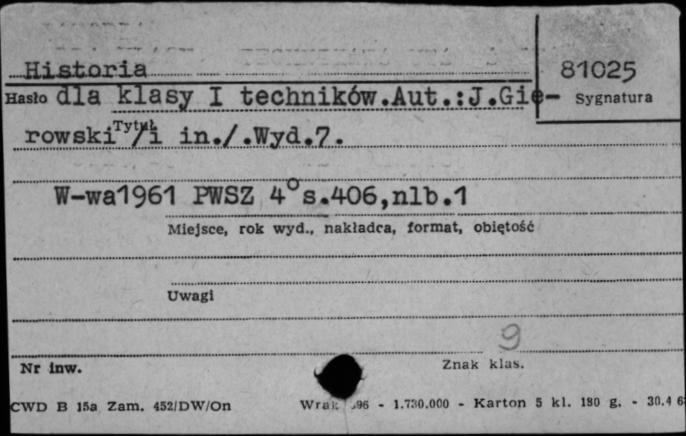 Historia
81025
Hasło dla klasy I techników.Aut.:J.Gie-
Sygnatura
rowski Tytuł /i in./.Wyd.7.
W-wa1961 PWSZ 4° s.406,nlb.1
Miejsce, rok wyd., nakładca, format, objętość
Uwagi
9
Nr inw.
Znak klas.
CWD B 15a Zam. 452/DW/On
96 - 1.730.000 - Karton 5 kl. 180 g. - 30.4